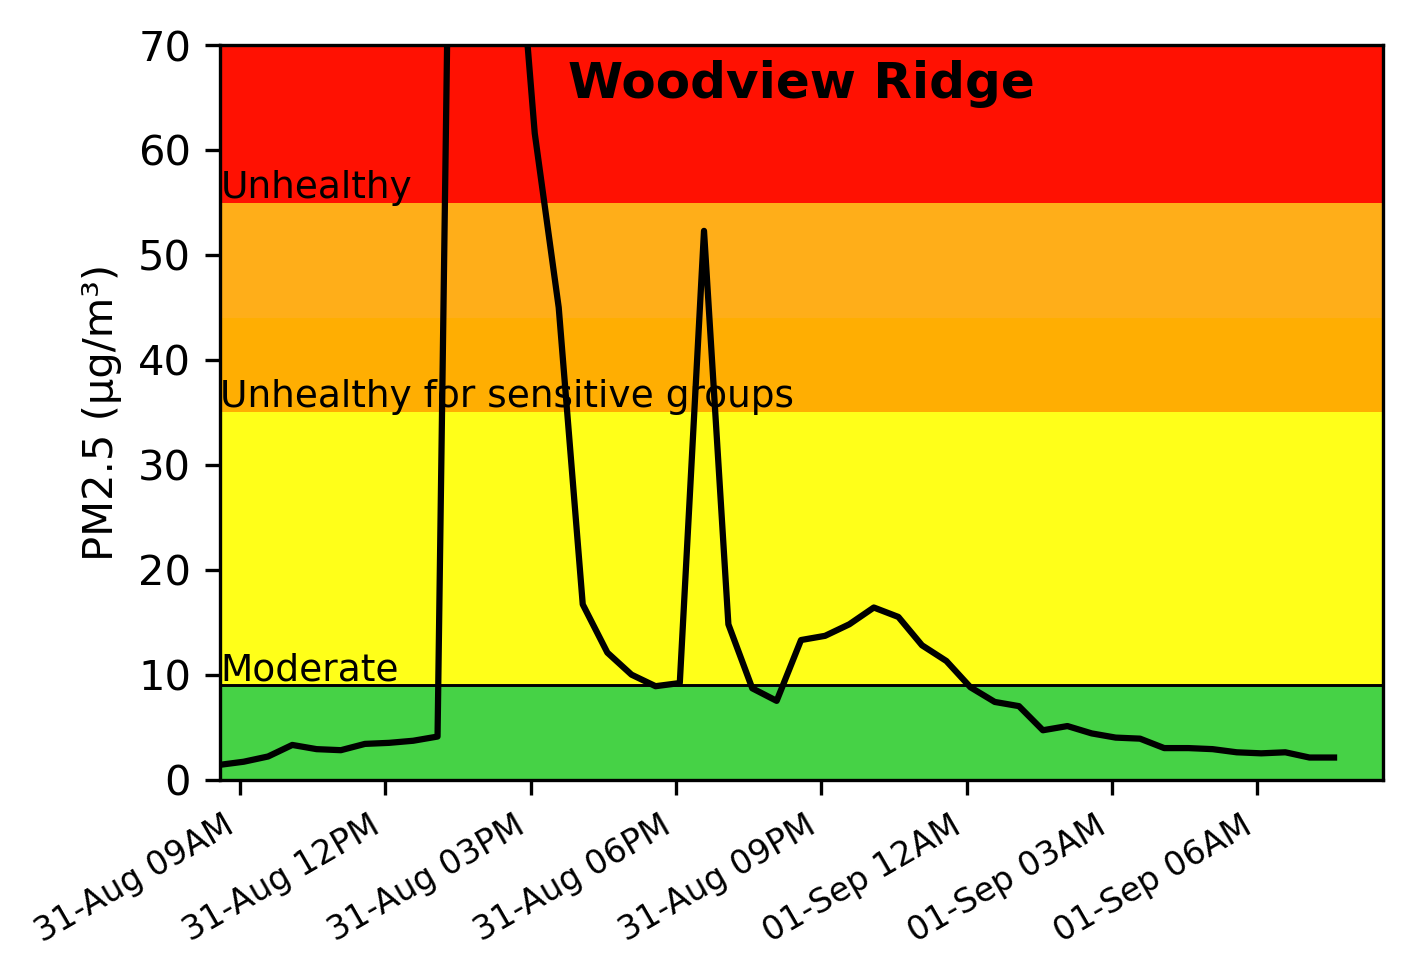 Woodview Ridge
PM2.5 (µg/m³)
70
60
50
40
30
20
10
0
Unhealthy
Unhealthy for sensitive groups
Moderate
31-Aug 09AM
31-Aug 12PM
31-Aug 03PM
31-Aug 06PM
31-Aug 09PM
01-Sep 12AM
01-Sep 03AM
01-Sep 06AM